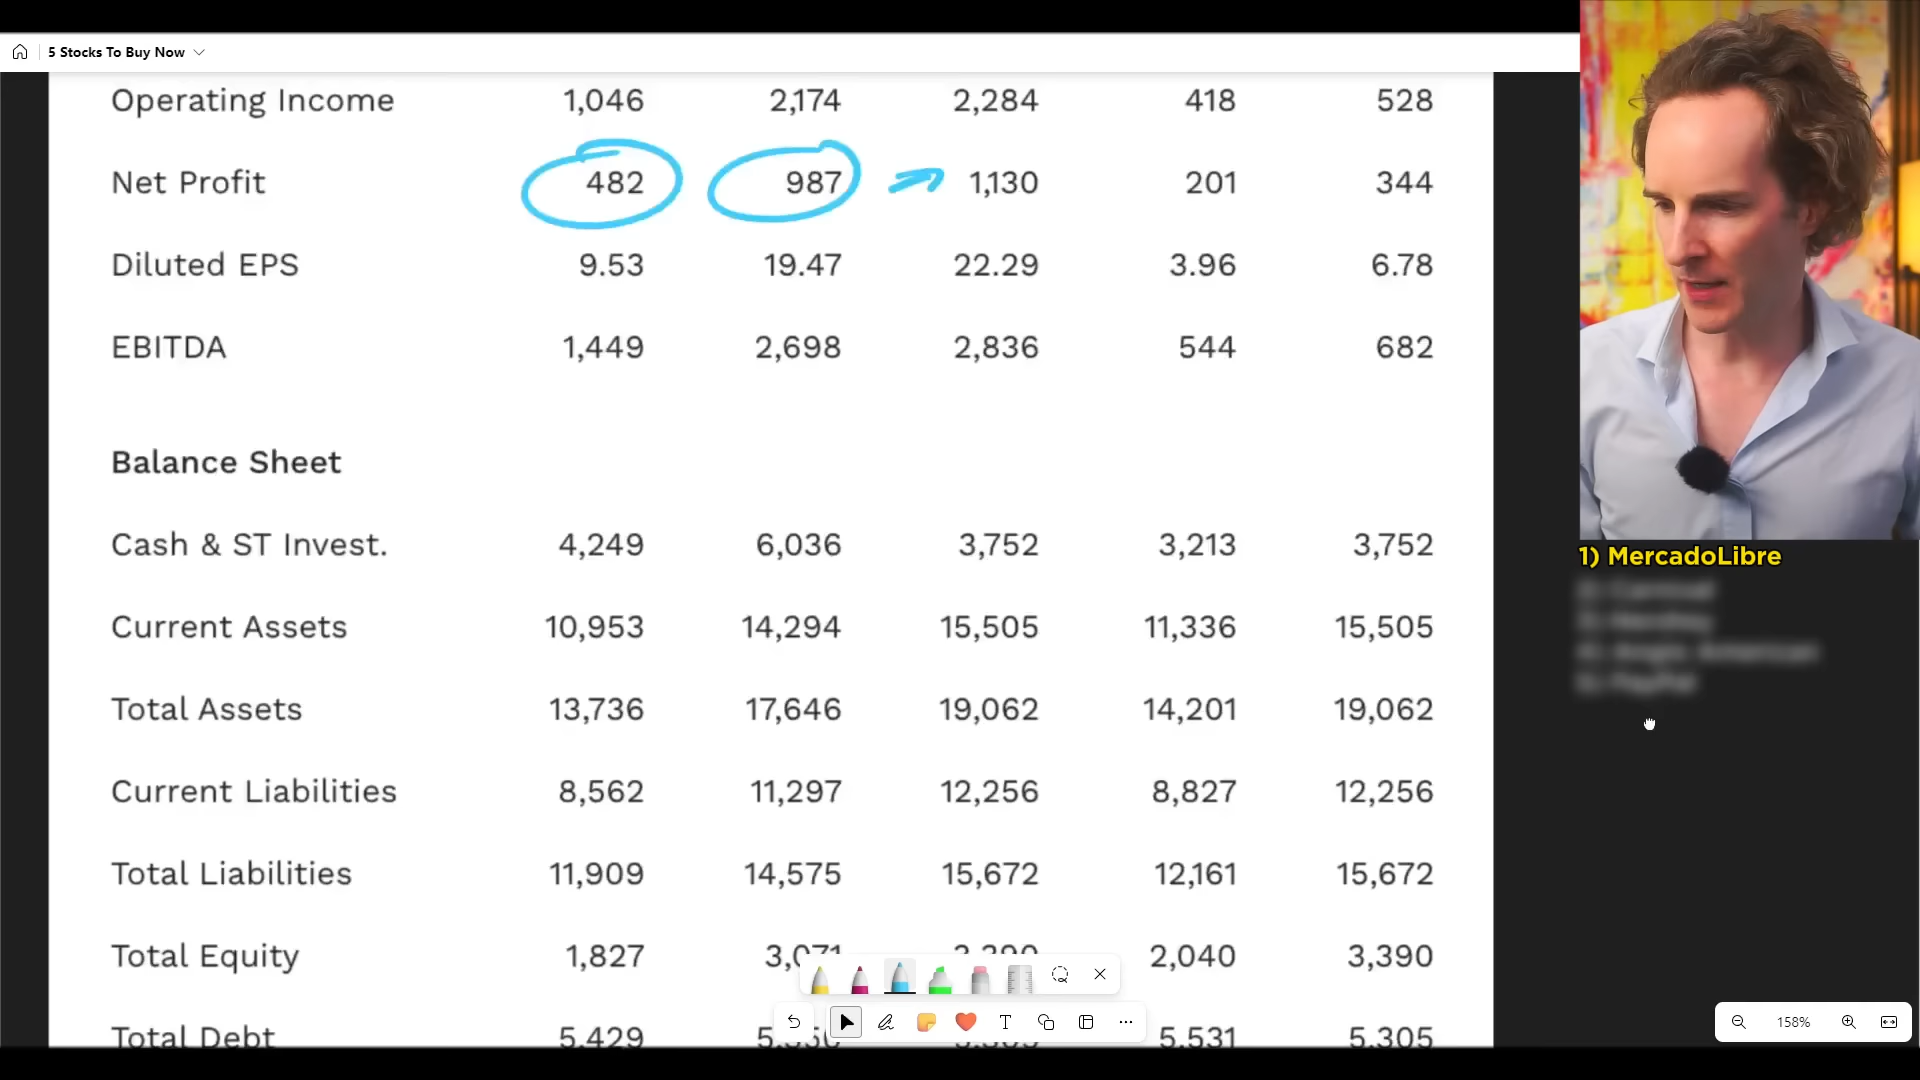 5 Stocks To Buy Now
Operating Income 1,046 2,174 2,284 418 528
Net Profit 482 987 1,130 201 344
Diluted EPS 9.53 19.47 22.29 3.96 6.78
EBITDA 1,449 2,698 2,836 544 682
Balance Sheet
Cash & ST Invest. 4,249 6,036 3,752 3,213 3,752
Current Assets 10,953 14,294 15,505 11,336 15,505
Total Assets 13,736 17,646 19,062 14,201 19,062
Current Liabilities 8,562 11,297 12,256 8,827 12,256
Total Liabilities 11,909 14,575 15,672 12,161 15,672
Total Equity 1,827 3,071 3,390 2,040 3,390
Total Debt 5,429 5,531 5,305
1) MercadoLibre
158%